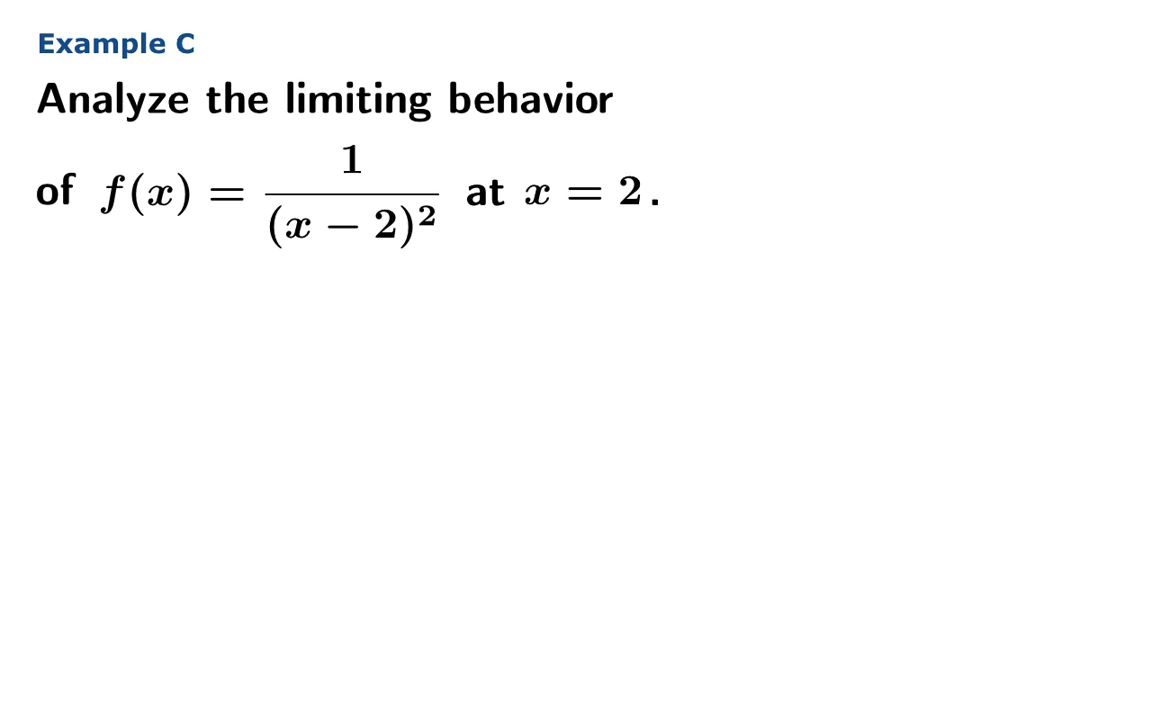 Example C
Analyze the limiting behavior
of f(x) = 1/(x − 2)² at x = 2.